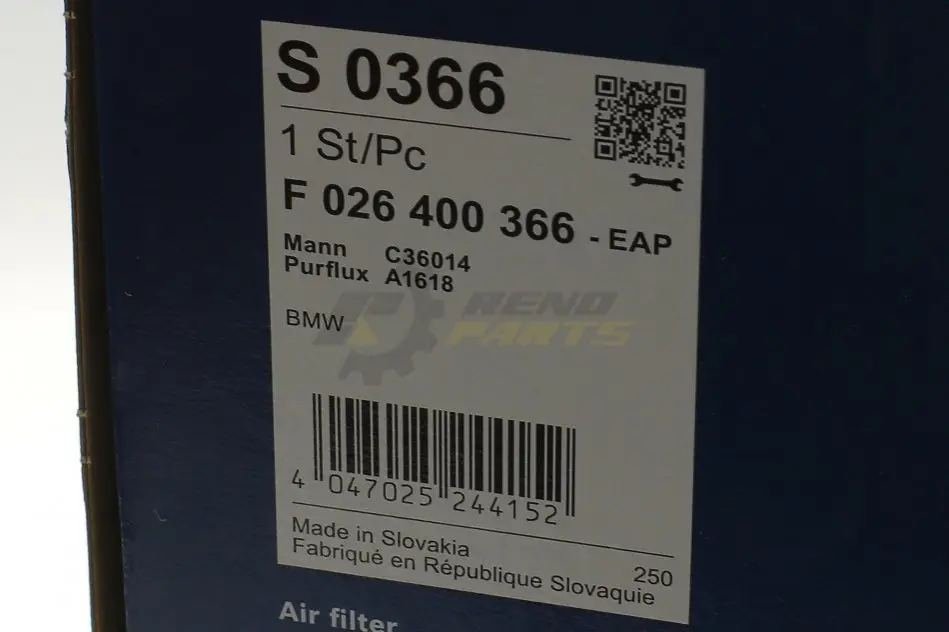 S 0366
1 St/Pc
F 026 400 366 - EAP
Mann C36014
Purflux A1618
BMW
RENO
PARTS
4 047025 244152
Made in Slovakia
Fabriqué en République Slovaquie
250
Air filter